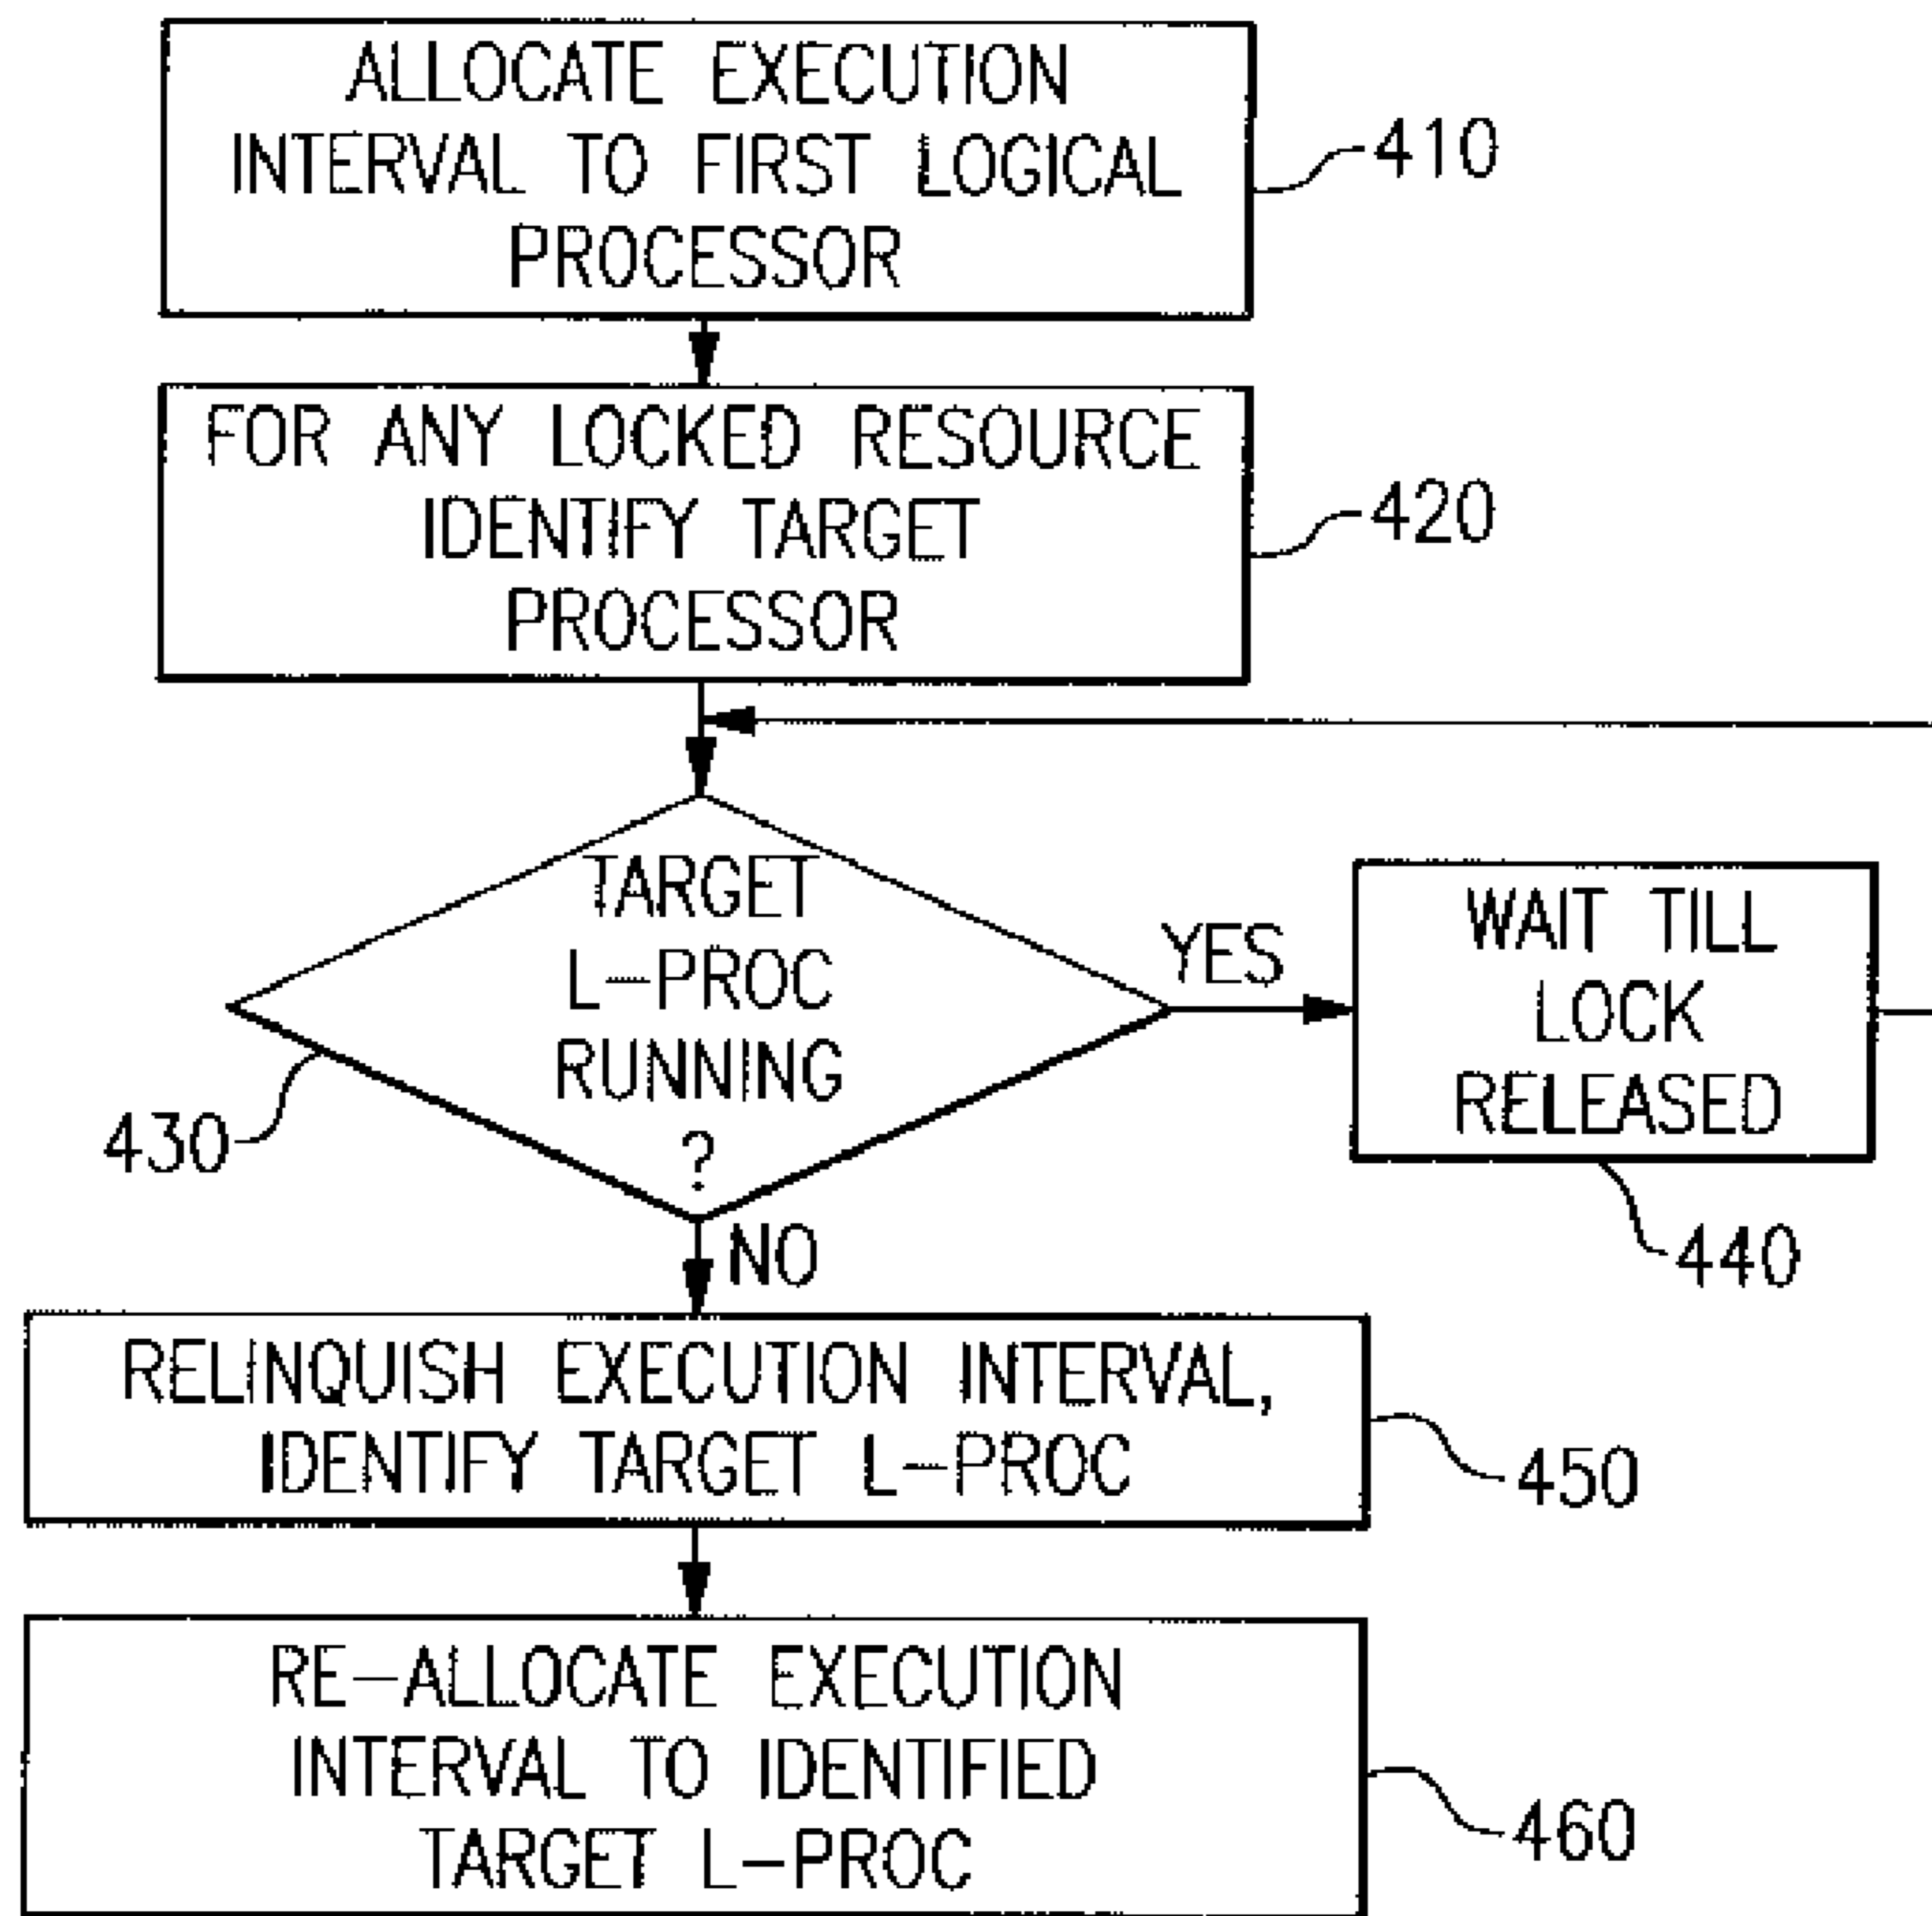 ALLOCATE EXECUTION
INTERVAL TO FIRST LOGICAL
PROCESSOR
410
FOR ANY LOCKED RESOURCE
IDENTIFY TARGET
PROCESSOR
420
TARGET
L-PROC
RUNNING
?
430
YES
WAIT TILL
LOCK
RELEASED
440
NO
RELINQUISH EXECUTION INTERVAL,
IDENTIFY TARGET L-PROC
450
RE-ALLOCATE EXECUTION
INTERVAL TO IDENTIFIED
TARGET L-PROC
460